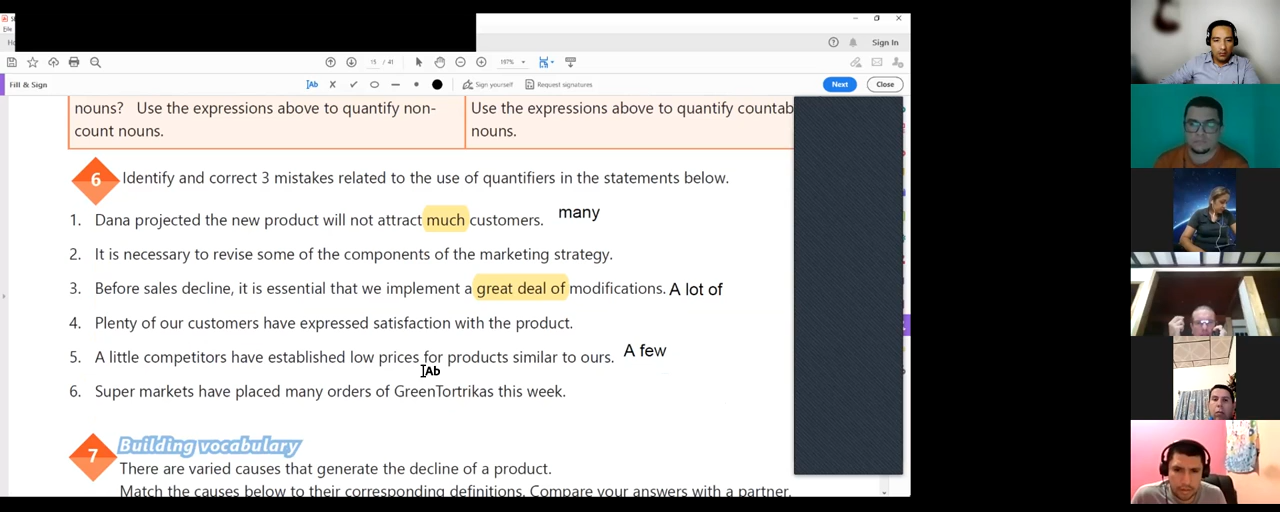 Sign In
15 / 41
197%
Fill & Sign
Ab
Sign yourself
Request signatures
Next
Close
nouns? Use the expressions above to quantify non-
count nouns.
Use the expressions above to quantify countab
nouns.
6
Identify and correct 3 mistakes related to the use of quantifiers in the statements below.
1. Dana projected the new product will not attract much customers. many
2. It is necessary to revise some of the components of the marketing strategy.
3. Before sales decline, it is essential that we implement a great deal of modifications. A lot of
4. Plenty of our customers have expressed satisfaction with the product.
5. A little competitors have established low prices for products similar to ours. A few
Ab
6. Super markets have placed many orders of GreenTortrikas this week.
7
Building vocabulary
There are varied causes that generate the decline of a product.
Match the causes below to their corresponding definitions. Compare your answers with a partner.